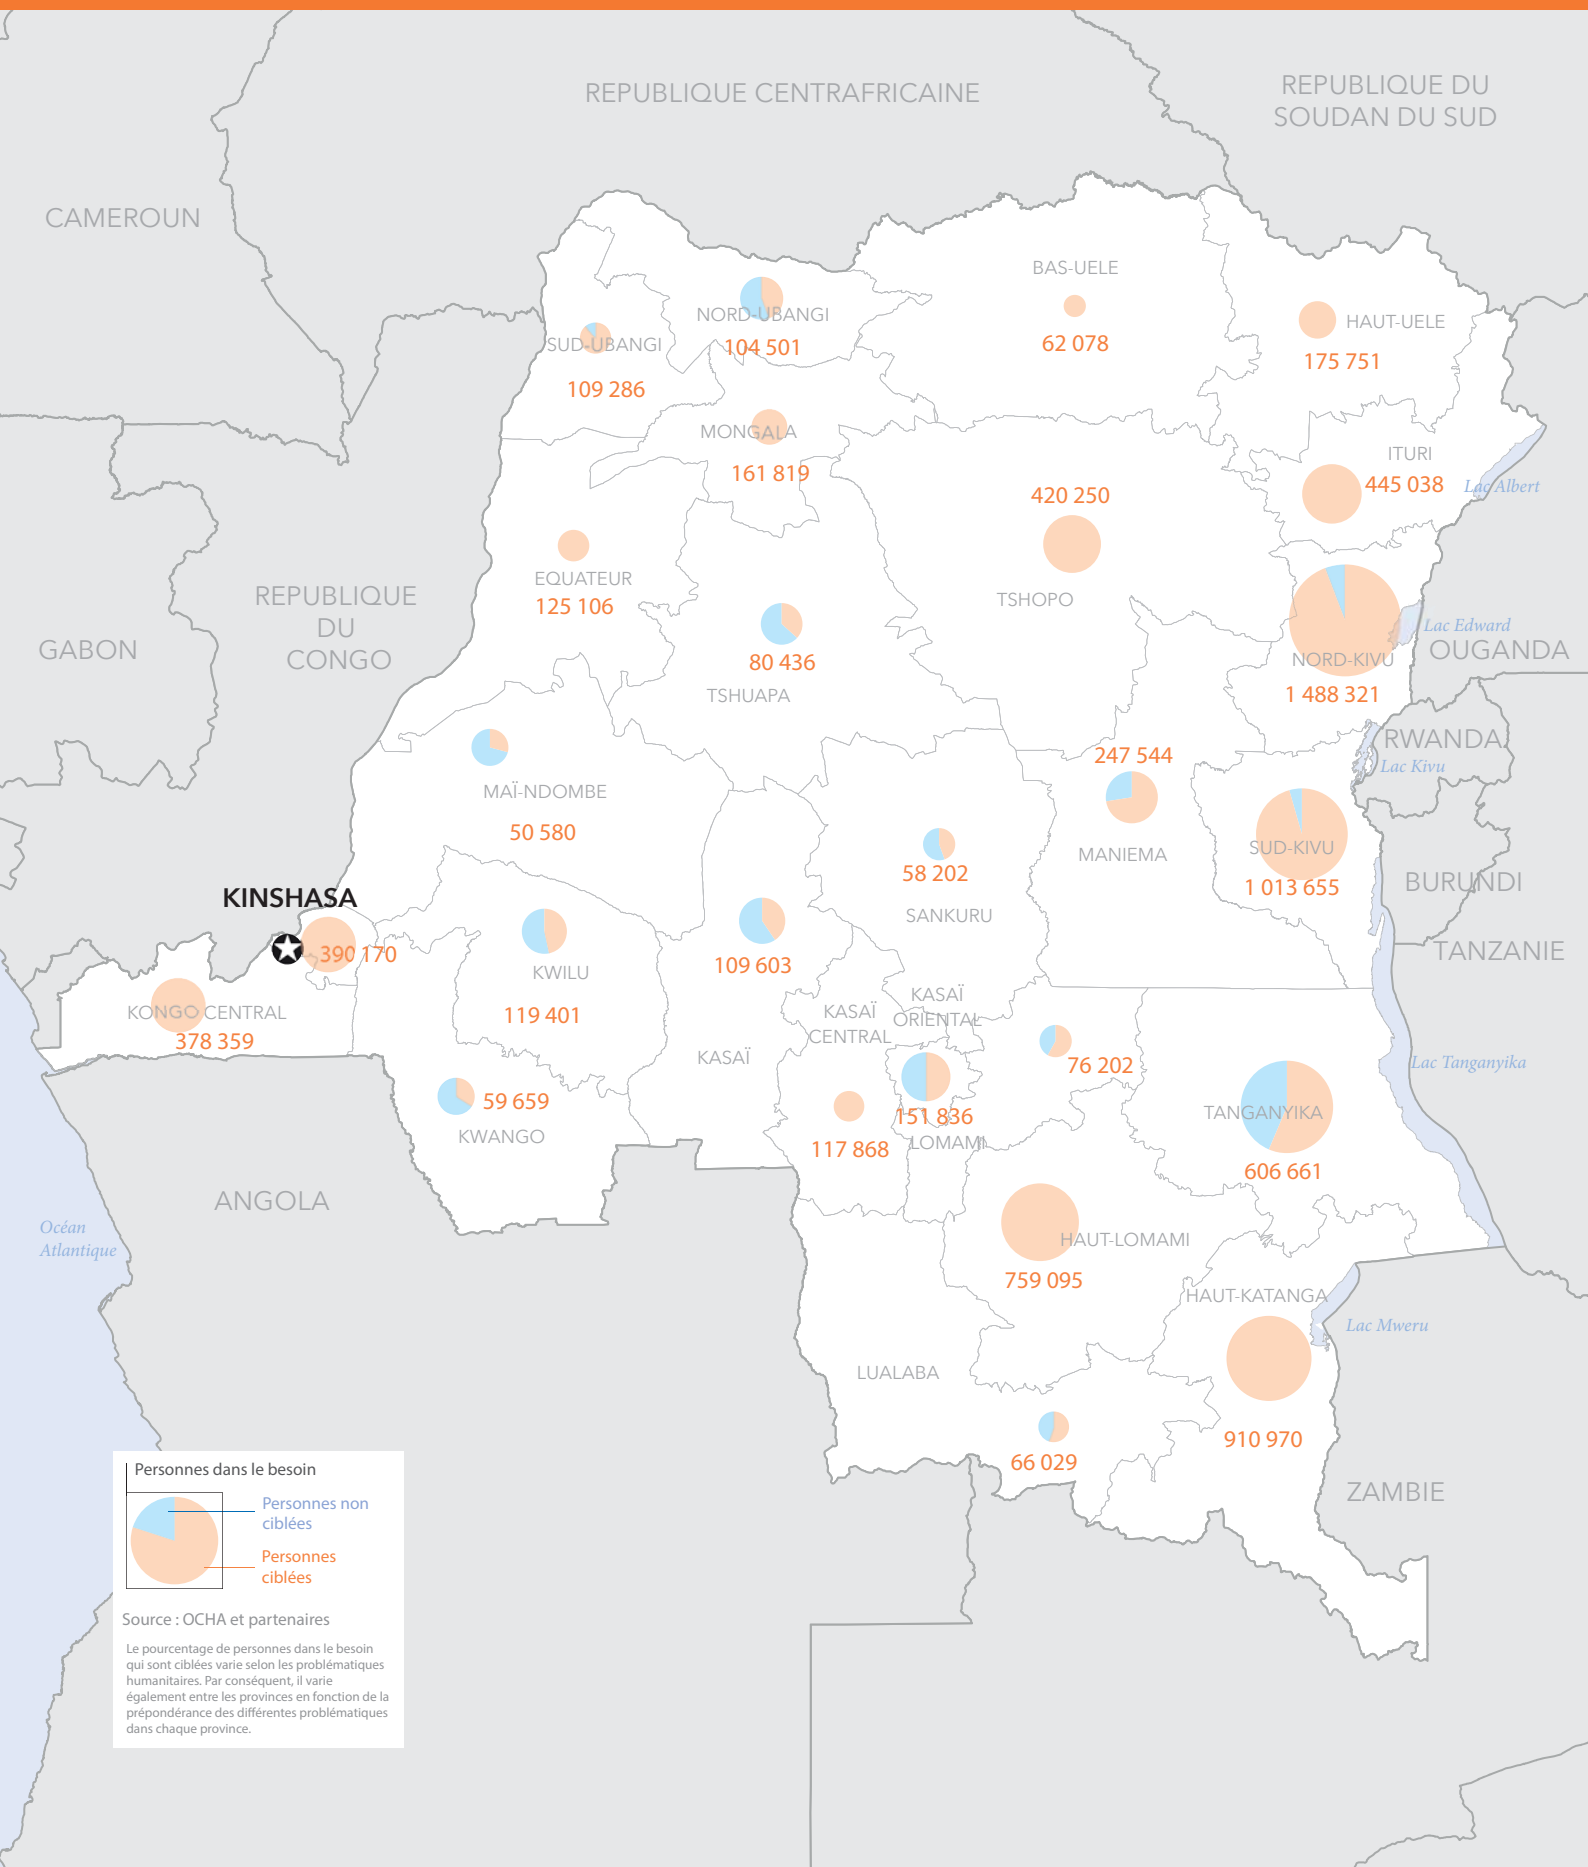 REPUBLIQUE CENTRAFRICAINE
REPUBLIQUE DU
SOUDAN DU SUD
CAMEROUN
BAS-UELE
62 078
NORD-UBANGI
104 501
SUD-UBANGI
109 286
HAUT-UELE
175 751
MONGALA
161 819
ITURI
445 038
Lac Albert
420 250
TSHOPO
EQUATEUR
125 106
REPUBLIQUE
DU
CONGO
GABON
80 436
TSHUAPA
Lac Edward
OUGANDA
NORD-KIVU
1 488 321
RWANDA
Lac Kivu
247 544
MANIEMA
MAÏ-NDOMBE
50 580
SUD-KIVU
1 013 655
58 202
SANKURU
BURUNDI
KINSHASA
390 170
TANZANIE
KWILU
119 401
109 603
KASAÏ
KONGO CENTRAL
378 359
KASAÏ
CENTRAL
KASAÏ
ORIENTAL
76 202
Lac Tanganyika
59 659
KWANGO
117 868
151 836
LOMAMI
TANGANYIKA
606 661
ANGOLA
Océan
Atlantique
HAUT-LOMAMI
759 095
HAUT-KATANGA
910 970
Lac Mweru
LUALABA
66 029
ZAMBIE
Personnes dans le besoin
Personnes non
ciblées
Personnes
ciblées
Source : OCHA et partenaires
Le pourcentage de personnes dans le besoin
qui sont ciblées varie selon les problématiques
humanitaires. Par conséquent, il varie
également entre les provinces en fonction de la
prépondérance des différentes problématiques
dans chaque province.